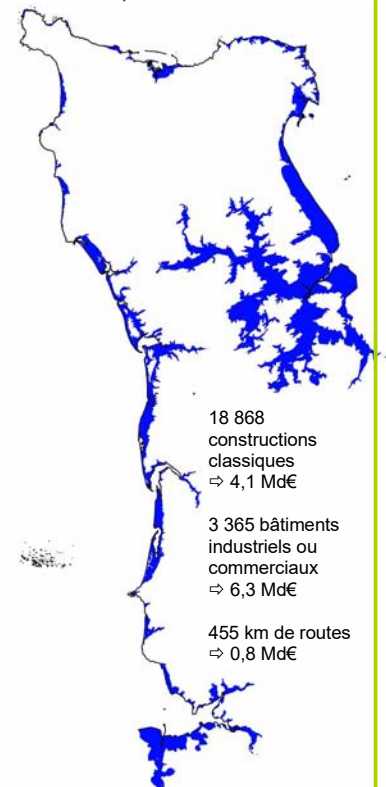 18 868
constructions
classiques
⇨ 4,1 Md€
3 365 bâtiments
industriels ou
commerciaux
⇨ 6,3 Md€
455 km de routes
⇨ 0,8 Md€